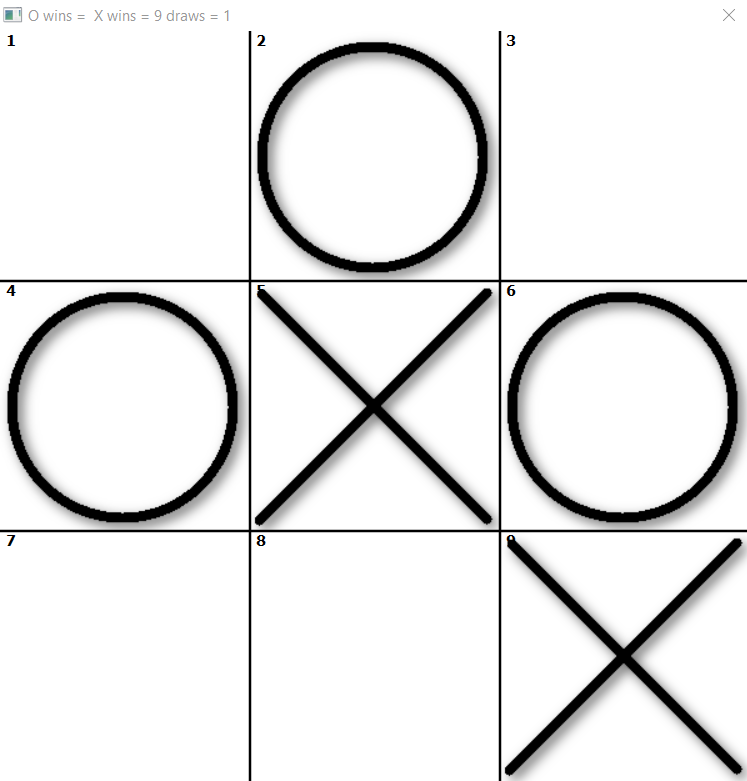 O wins =  X wins = 9 draws = 1
1 2 3
4 5 6
7 8 9